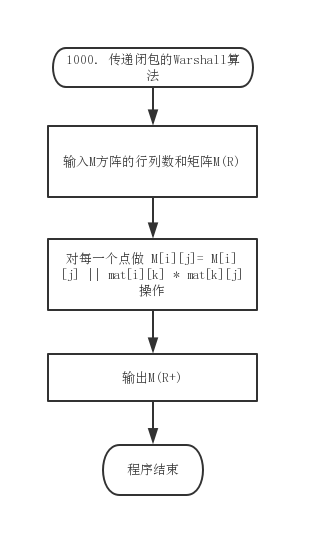 1000. 传递闭包的Warshall算
法
输入M方阵的行列数和矩阵M(R)
对每一个点做 M[i][j]= M[i]
[j] || mat[i][k] * mat[k][j]
操作
输出M(R+)
程序结束